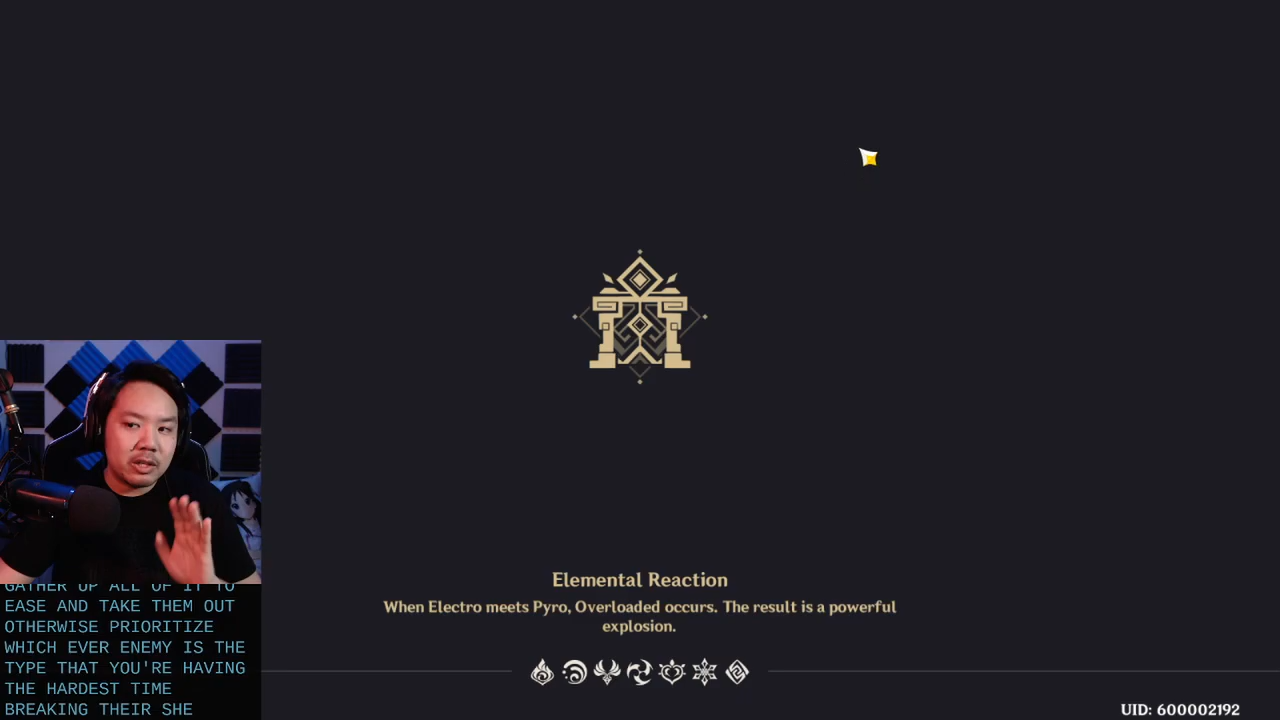 GATHER UP ALL OF IT TO
EASE AND TAKE THEM OUT
OTHERWISE PRIORITIZE
WHICH EVER ENEMY IS THE
TYPE THAT YOU'RE HAVING
THE HARDEST TIME
BREAKING THEIR SHE
Elemental Reaction
When Electro meets Pyro, Overloaded occurs. The result is a powerful
explosion.
UID: 600002192